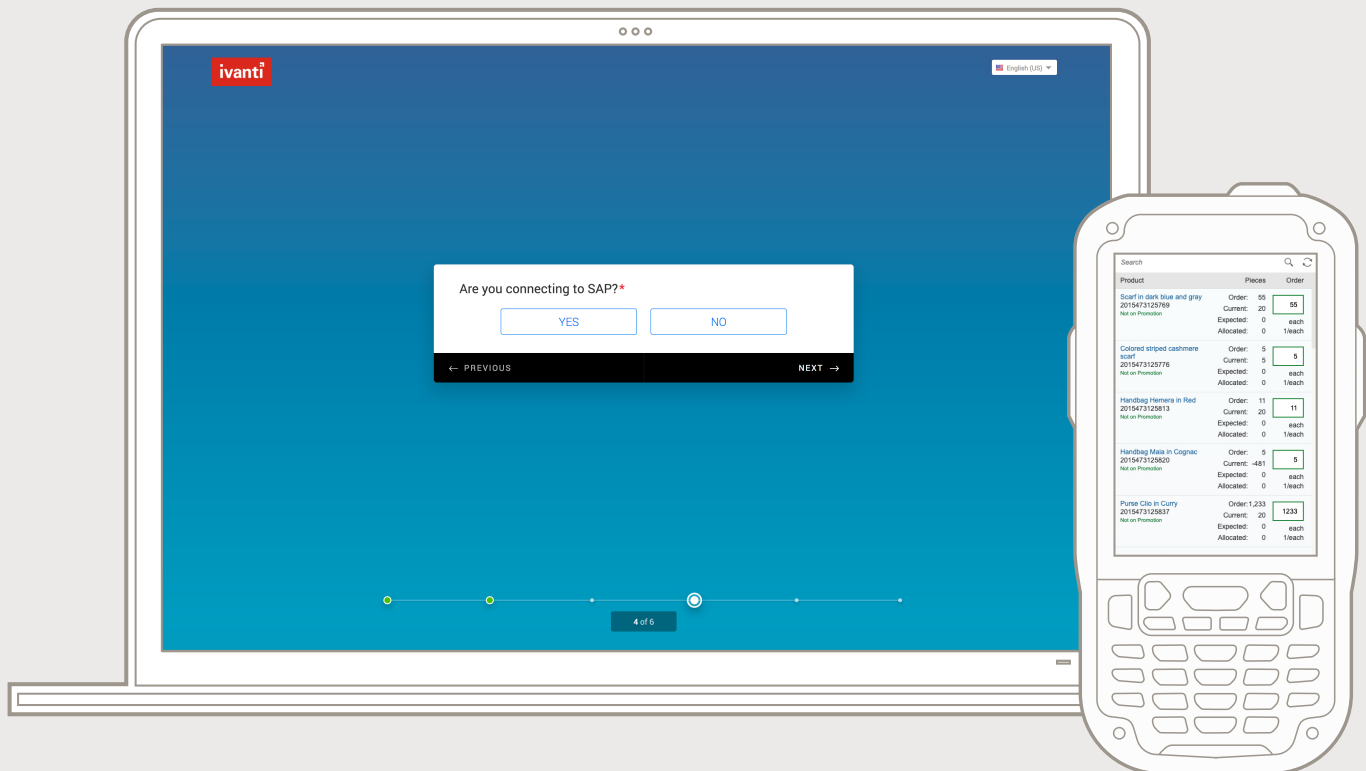 ivanti
English (US)
Are you connecting to SAP?*
YES NO
← PREVIOUS NEXT →
4 of 6
Search
Product Pieces Order
Scarf in dark blue and gray Order: 55 55
2015473125769 Current: 20
Not on Promotion Expected: 0 each
Allocated: 0 1/each
Colored striped cashmere Order: 5 5
scarf Current: 5
2015473125776 Expected: 0 each
Not on Promotion Allocated: 0 1/each
Handbag Hemera in Red Order: 11 11
2015473125813 Current: 20
Not on Promotion Expected: 0 each
Allocated: 0 1/each
Handbag Maia in Cognac Order: 5 5
2015473125820 Current: -481
Not on Promotion Expected: 0 each
Allocated: 0 1/each
Purse Clio in Curry Order: 1,233 1233
2015473125837 Current: 20
Not on Promotion Expected: 0 each
Allocated: 0 1/each